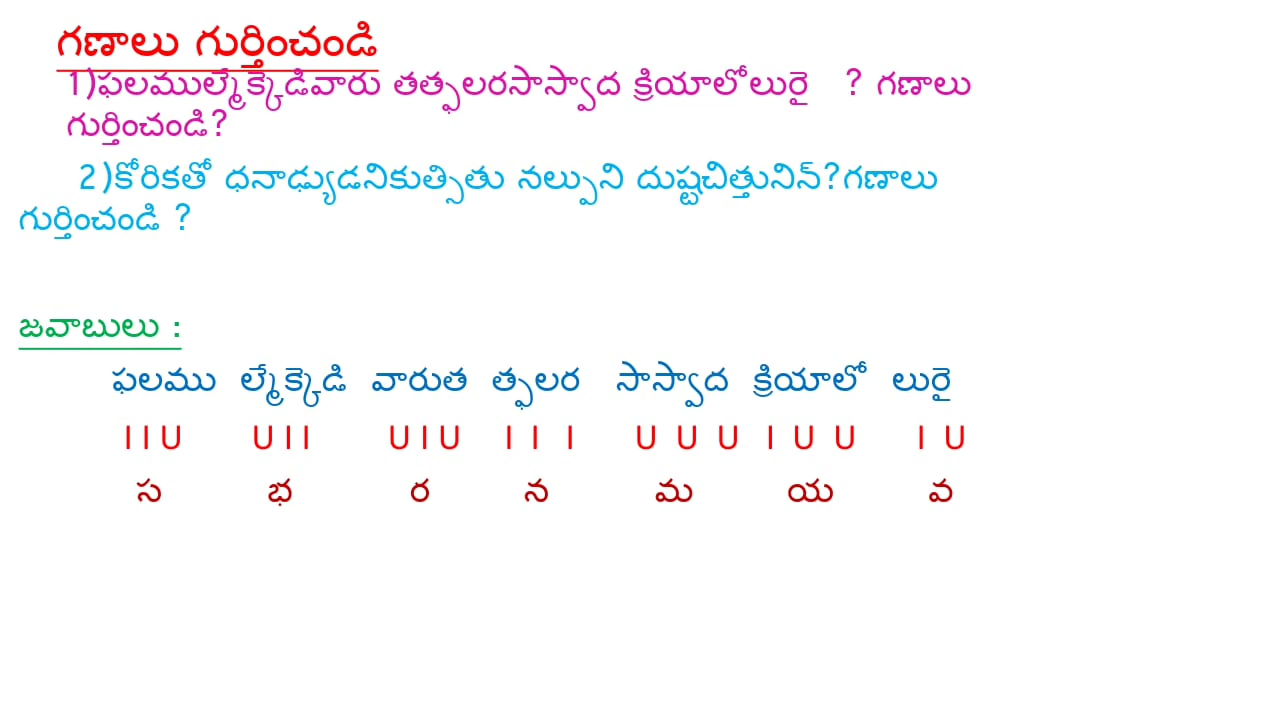 గణాలు గుర్తించండి
1)ఫలముల్మేక్కెడివారు తత్ఫలరసాస్వాద క్రియాలోలురై ? గణాలు
గుర్తించండి?
2)కోరికతో ధనాఢ్యుడనికుత్సితు నల్పుని దుష్టచిత్తునిన్?గణాలు
గుర్తించండి ?
జవాబులు :
ఫలము ల్మేక్కెడి వారుత త్ఫలర సాస్వాద క్రియాలో లురై
I I U U I I U I U I I I U U U I U U I U
స భ ర న మ య వ